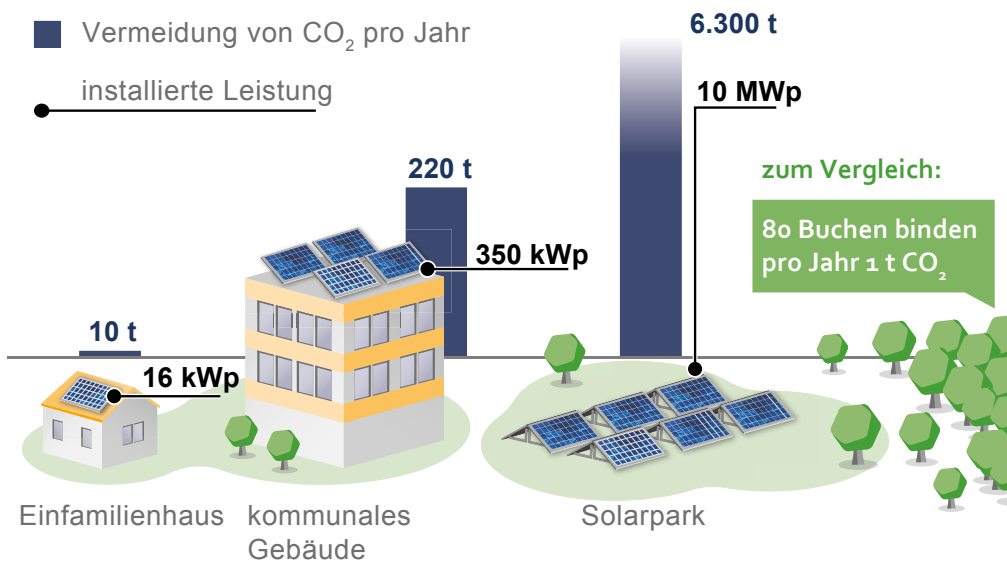 Vermeidung von CO₂ pro Jahr
installierte Leistung
6.300 t
10 MWp
220 t
350 kWp
10 t
16 kWp
zum Vergleich:
80 Buchen binden
pro Jahr 1 t CO₂
Einfamilienhaus
kommunales
Gebäude
Solarpark